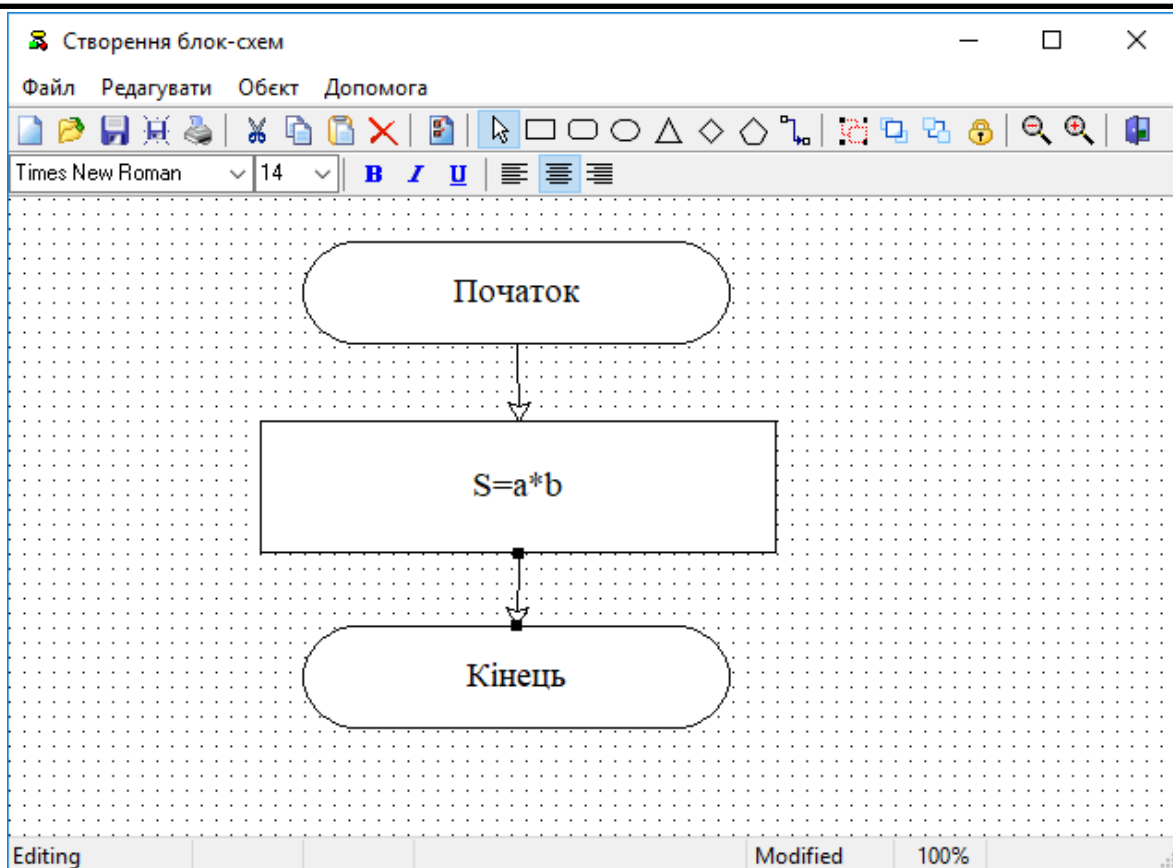 Створення блок-схем
Файл Редагувати Обєкт Допомога
Times New Roman 14 B I U
Початок
S=a*b
Кінець
Editing Modified 100%